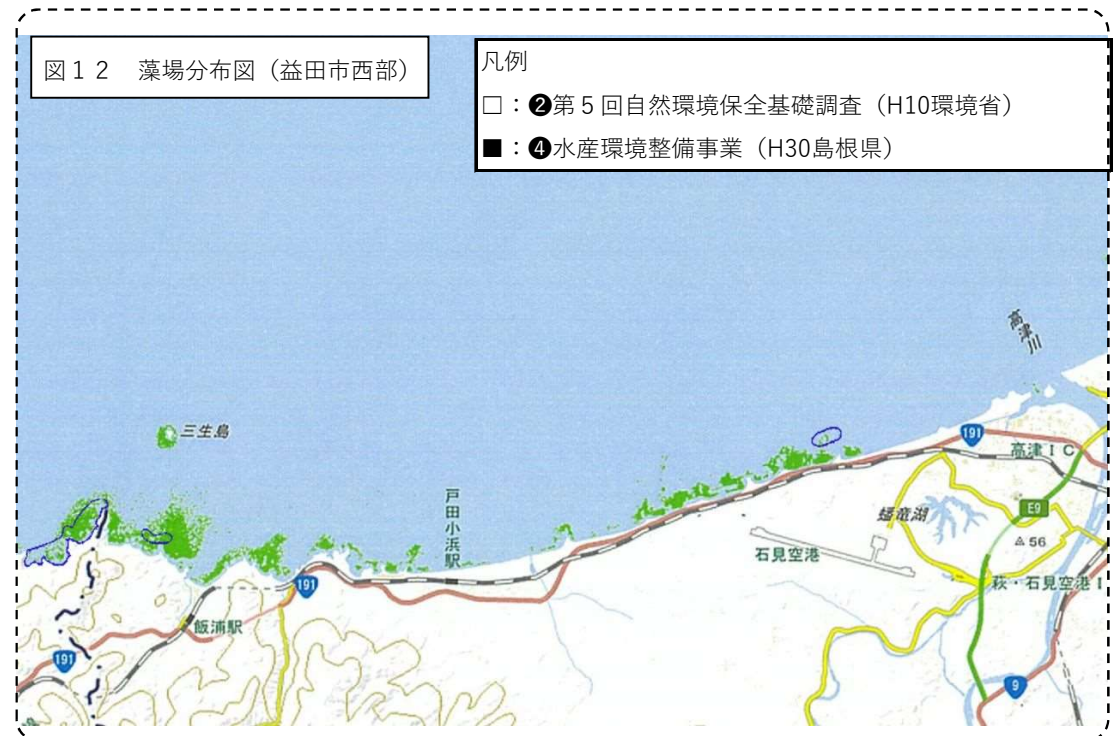 図12 藻場分布図（益田市西部）
凡例
□：❷第5回自然環境保全基礎調査（H10環境省）
■：❹水産環境整備事業（H30島根県）
高津川
三生島
191
高津IC
戸田小浜駅
蟠竜湖
E9
56
石見空港
萩・石見空港I
191
飯浦駅
191
9